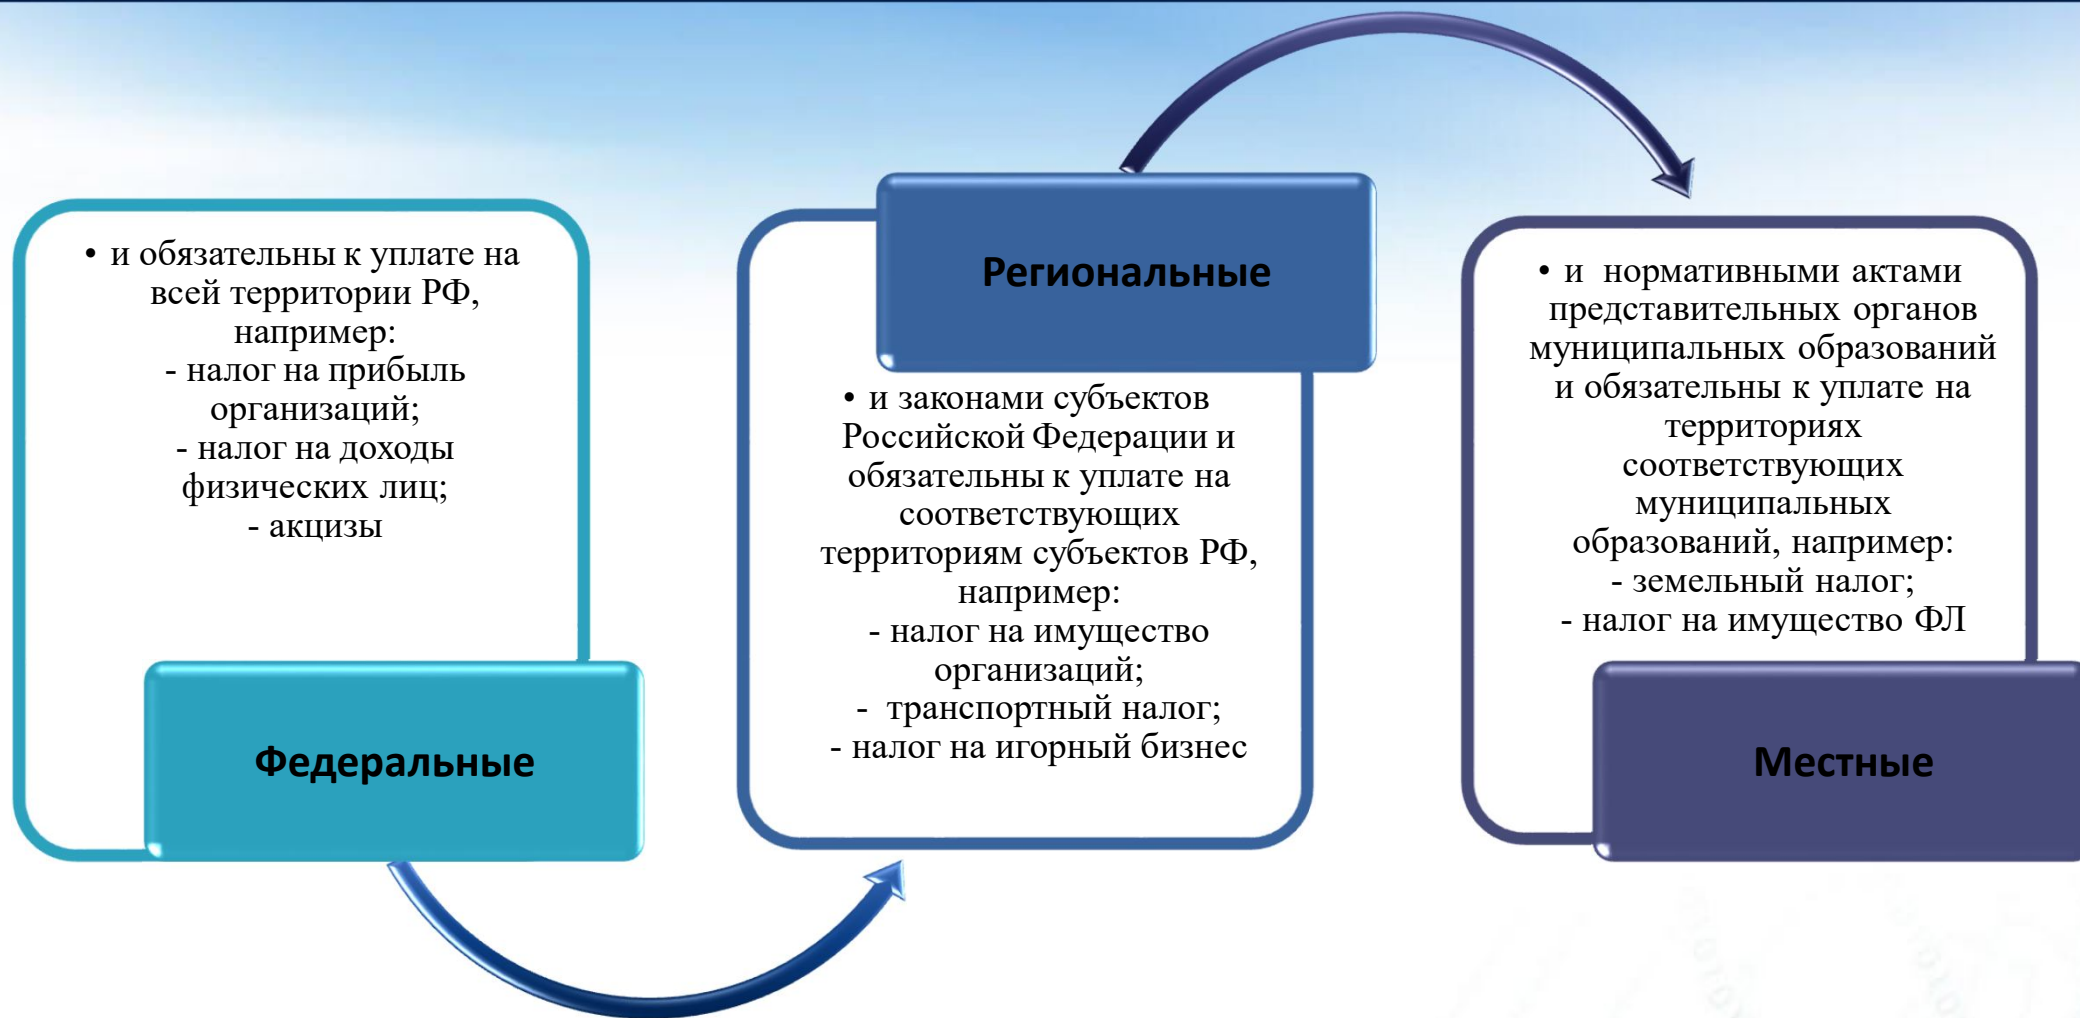 • и обязательны к уплате на
всей территории РФ,
например:
- налог на прибыль
организаций;
- налог на доходы
физических лиц;
- акцизы
Федеральные
Региональные
• и законами субъектов
Российской Федерации и
обязательны к уплате на
соответствующих
территориям субъектов РФ,
например:
- налог на имущество
организаций;
- транспортный налог;
- налог на игорный бизнес
• и нормативными актами
представительных органов
муниципальных образований
и обязательны к уплате на
территориях
соответствующих
муниципальных
образований, например:
- земельный налог;
- налог на имущество ФЛ
Местные